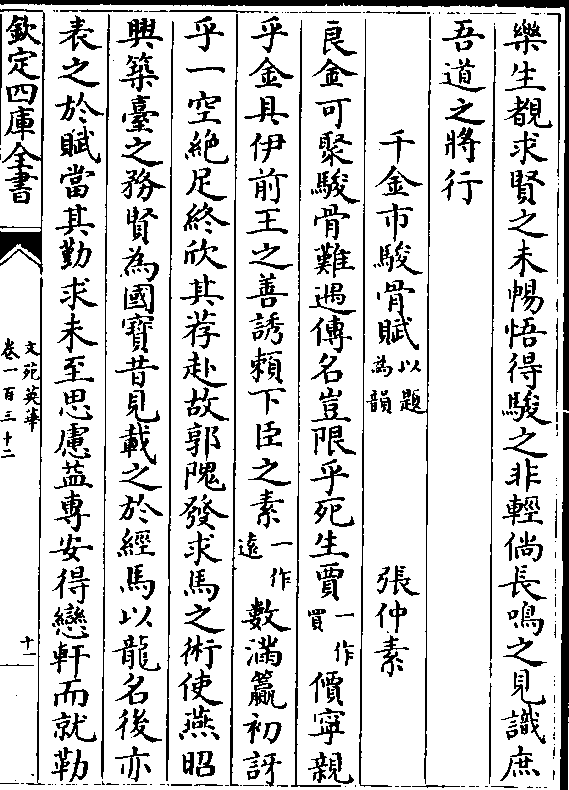 樂生覩求賢之未暢悟得駿之非輕倘長鳴之見識庶
吾道之將行
千金市駿骨賦以題為韻 張仲素
良金可聚駿骨難遇傳名豈限乎死生賈一作買價寧親
乎金具伊前王之善誘頼下臣之素一作遠數滿籯初訝
乎一空絶足終欣其荐赴故郭隗發求馬之術使燕昭
興築臺之務賢為國寶昔見載之於經馬以龍名後亦
表之於賦當其勤求未至思慮葢專安得戀軒而就勒
欽定四庫全書
文苑英華
卷一百三十二
十一